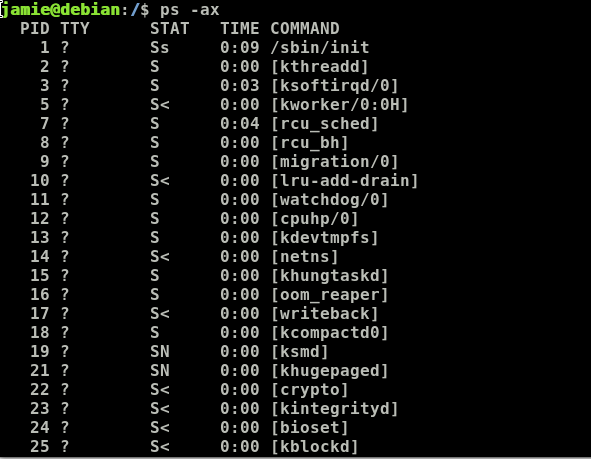 jamie@debian:/$ ps -ax
PID TTY STAT TIME COMMAND
1 ? Ss 0:09 /sbin/init
2 ? S 0:00 [kthreadd]
3 ? S 0:03 [ksoftirqd/0]
5 ? S< 0:00 [kworker/0:0H]
7 ? S 0:04 [rcu_sched]
8 ? S 0:00 [rcu_bh]
9 ? S 0:00 [migration/0]
10 ? S< 0:00 [lru-add-drain]
11 ? S 0:00 [watchdog/0]
12 ? S 0:00 [cpuhp/0]
13 ? S 0:00 [kdevtmpfs]
14 ? S< 0:00 [netns]
15 ? S 0:00 [khungtaskd]
16 ? S 0:00 [oom_reaper]
17 ? S< 0:00 [writeback]
18 ? S 0:00 [kcompactd0]
19 ? SN 0:00 [ksmd]
21 ? SN 0:00 [khugepaged]
22 ? S< 0:00 [crypto]
23 ? S< 0:00 [kintegrityd]
24 ? S< 0:00 [bioset]
25 ? S< 0:00 [kblockd]